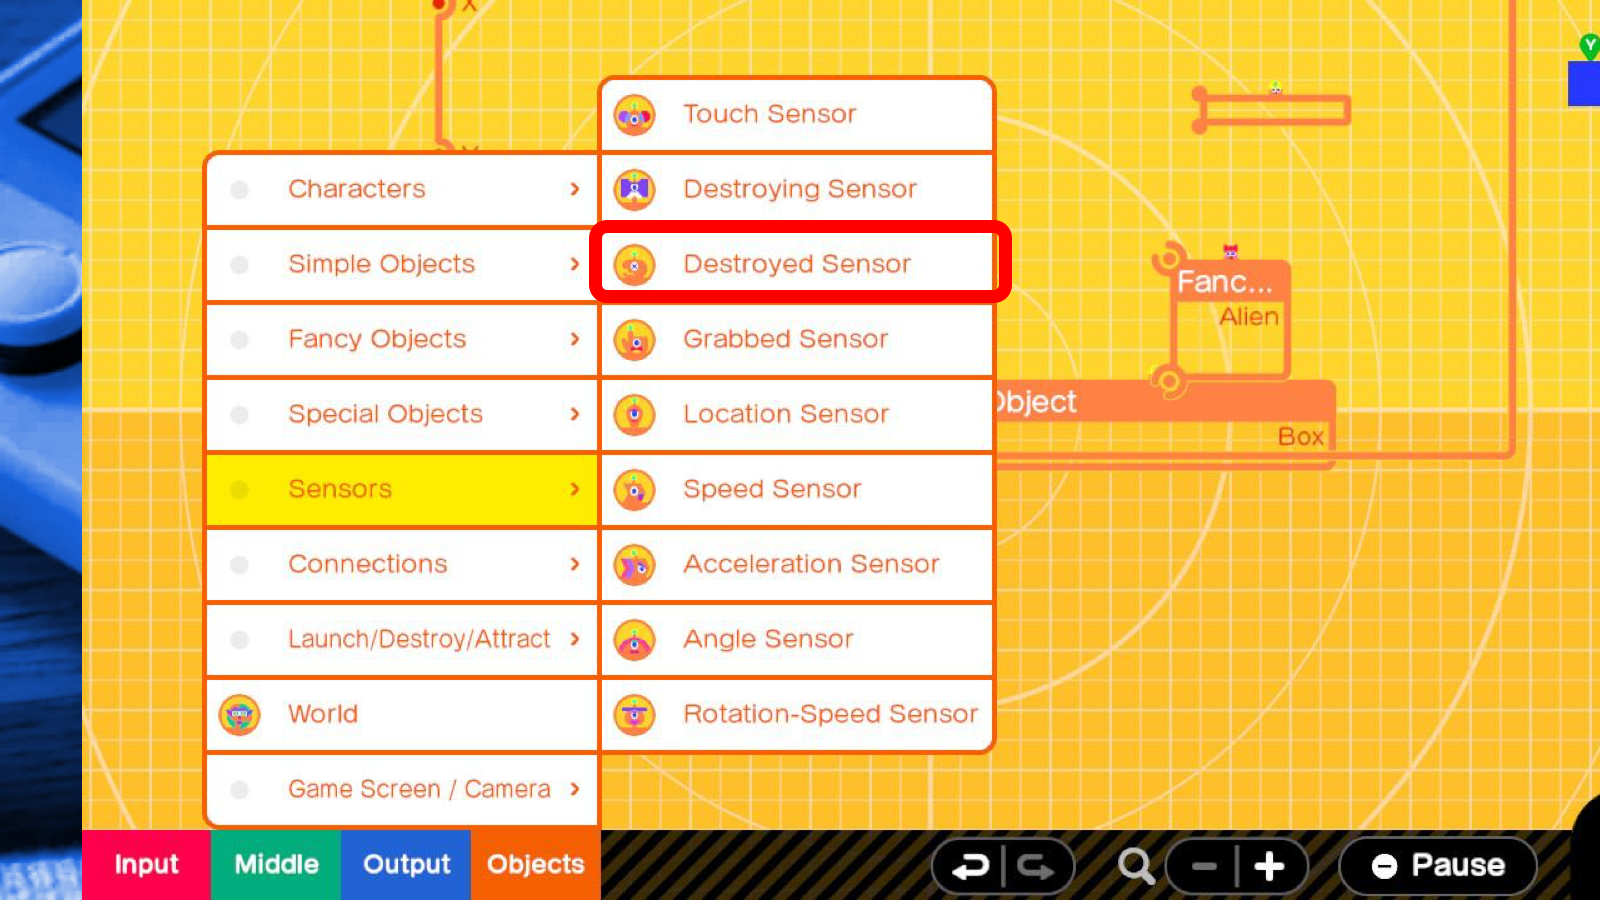 X
Y
Touch Sensor
Destroying Sensor
Destroyed Sensor
Grabbed Sensor
Location Sensor
Speed Sensor
Acceleration Sensor
Angle Sensor
Rotation-Speed Sensor
Characters
Simple Objects
Fancy Objects
Special Objects
Sensors
Connections
Launch/Destroy/Attract
World
Game Screen / Camera
Fanc...
Alien
Object
Box
Input
Middle
Output
Objects
Pause